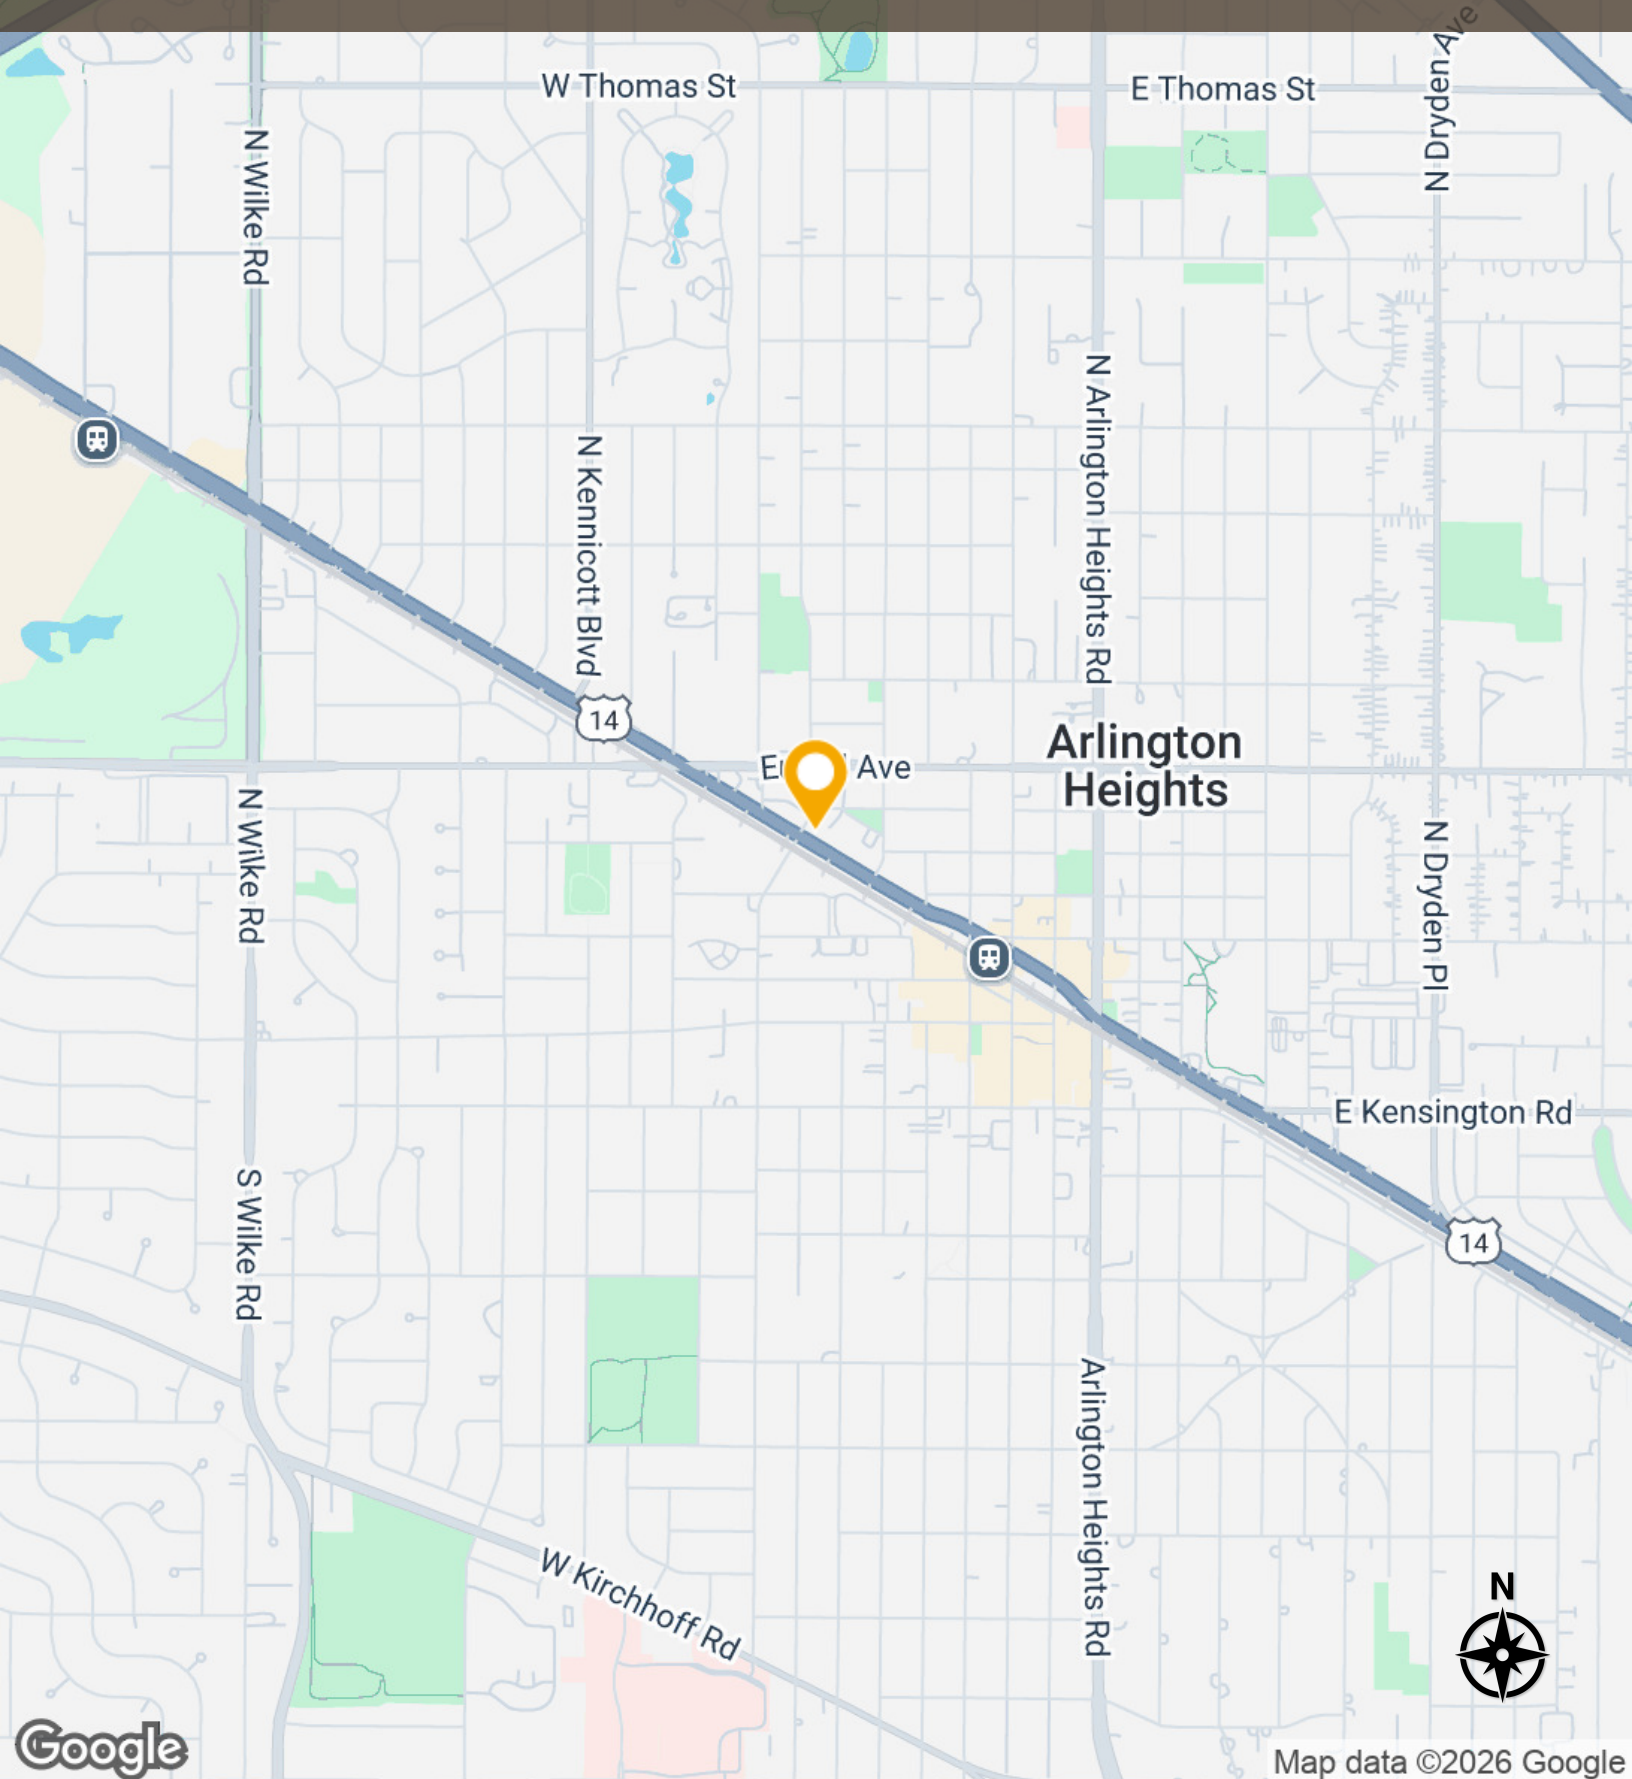 W Thomas St
E Thomas St
N Dryden Ave
N Wilke Rd
N Arlington Heights Rd
N Kennicott Blvd
14
Ave
Arlington
Heights
N Wilke Rd
N Dryden Pl
E Kensington Rd
S Wilke Rd
14
Arlington Heights Rd
W Kirchhoff Rd
N
Google
Map data ©2026 Google